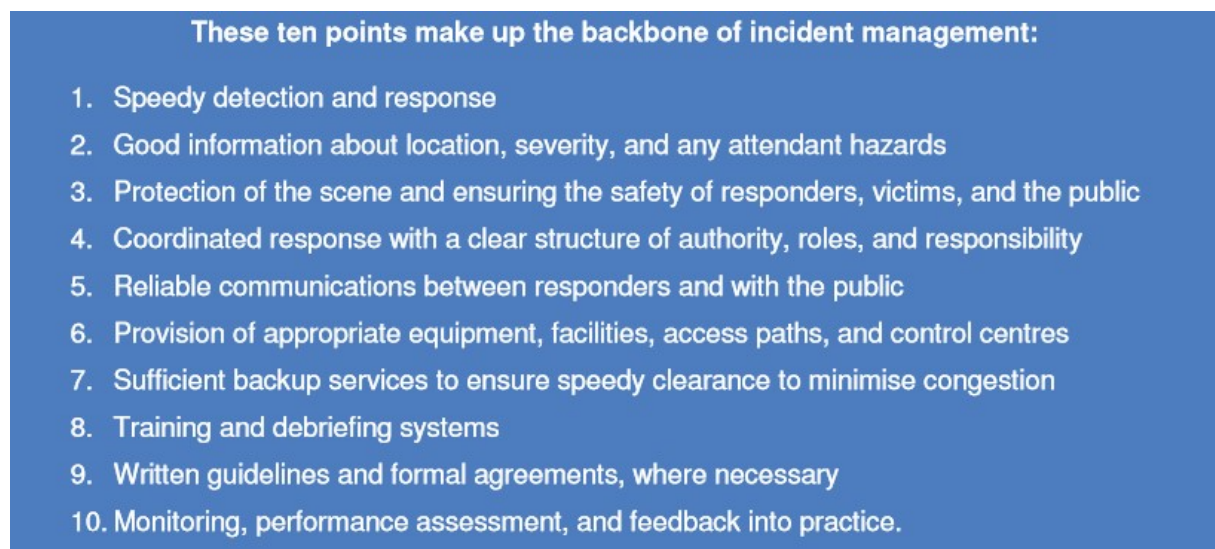 These ten points make up the backbone of incident management:
1. Speedy detection and response
2. Good information about location, severity, and any attendant hazards
3. Protection of the scene and ensuring the safety of responders, victims, and the public
4. Coordinated response with a clear structure of authority, roles, and responsibility
5. Reliable communications between responders and with the public
6. Provision of appropriate equipment, facilities, access paths, and control centres
7. Sufficient backup services to ensure speedy clearance to minimise congestion
8. Training and debriefing systems
9. Written guidelines and formal agreements, where necessary
10. Monitoring, performance assessment, and feedback into practice.